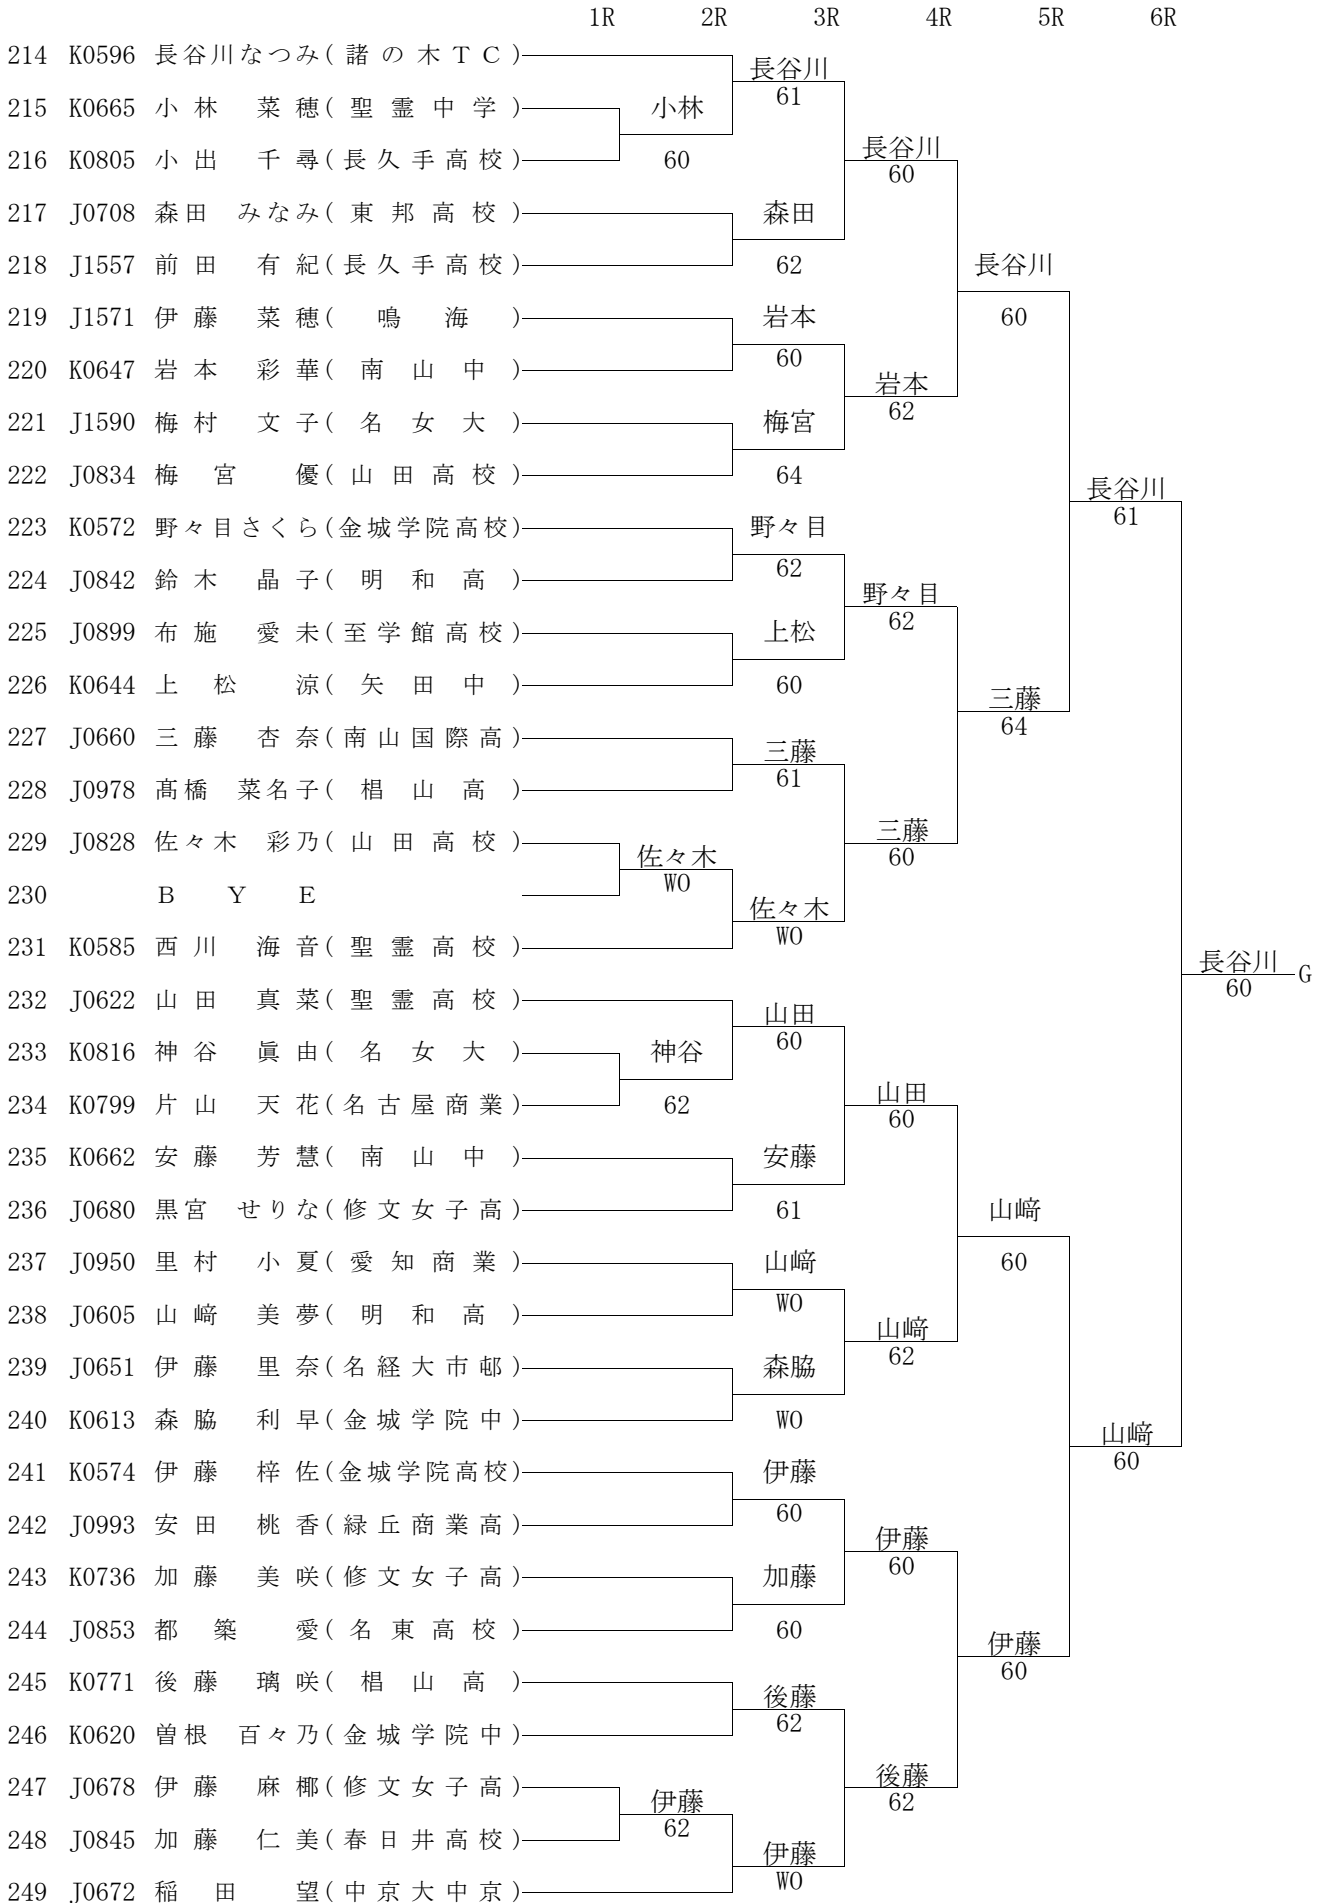 1R 2R 3R 4R 5R 6R
214 K0596 長谷川なつみ(諸の木TC)
長谷川
61
215 K0665 小林 菜穂(聖霊中学)
小林
216 K0805 小出 千尋(長久手高校)
60
長谷川
60
217 J0708 森田 みなみ(東邦高校)
森田
218 J1557 前田 有紀(長久手高校)
62
長谷川
219 J1571 伊藤 菜穂(鳴海)
岩本
60
60
220 K0647 岩本 彩華(南山中)
岩本
62
221 J1590 梅村 文子(名女大)
梅宮
222 J0834 梅宮 優(山田高校)
64
長谷川
61
223 K0572 野々目さくら(金城学院高校)
野々目
62
224 J0842 鈴木 晶子(明和高)
野々目
62
225 J0899 布施 愛未(至学館高校)
上松
226 K0644 上松 涼(矢田中)
60
三藤
64
227 J0660 三藤 杏奈(南山国際高)
三藤
61
228 J0978 髙橋 菜名子(椙山高)
三藤
60
229 J0828 佐々木 彩乃(山田高校)
佐々木
WO
230 BYE
佐々木
WO
231 K0585 西川 海音(聖霊高校)
長谷川
60
G
232 J0622 山田 真菜(聖霊高校)
山田
60
233 K0816 神谷 眞由(名女大)
神谷
234 K0799 片山 天花(名古屋商業)
62
山田
60
235 K0662 安藤 芳慧(南山中)
安藤
236 J0680 黒宮 せりな(修文女子高)
61
山﨑
237 J0950 里村 小夏(愛知商業)
山﨑
60
WO
238 J0605 山﨑 美夢(明和高)
山﨑
62
239 J0651 伊藤 里奈(名経大市邨)
森脇
240 K0613 森脇 利早(金城学院中)
WO
山﨑
60
241 K0574 伊藤 梓佐(金城学院高校)
伊藤
60
242 J0993 安田 桃香(緑丘商業高)
伊藤
60
243 K0736 加藤 美咲(修文女子高)
加藤
244 J0853 都築 愛(名東高校)
60
伊藤
60
245 K0771 後藤 璃咲(椙山高)
後藤
62
246 K0620 曽根 百々乃(金城学院中)
後藤
62
247 J0678 伊藤 麻椰(修文女子高)
伊藤
62
248 J0845 加藤 仁美(春日井高校)
伊藤
WO
249 J0672 稲田 望(中京大中京)